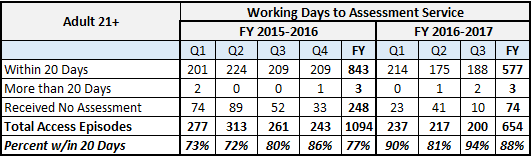 Adult 21+ Working Days to Assessment Service
FY 2015-2016 FY 2016-2017
Q1 Q2 Q3 Q4 FY Q1 Q2 Q3 FY
Within 20 Days 201 224 209 209 843 214 175 188 577
More than 20 Days 2 0 0 1 3 0 1 2 3
Received No Assessment 74 89 52 33 248 23 41 10 74
Total Access Episodes 277 313 261 243 1094 237 217 200 654
Percent w/in 20 Days 73% 72% 80% 86% 77% 90% 81% 94% 88%